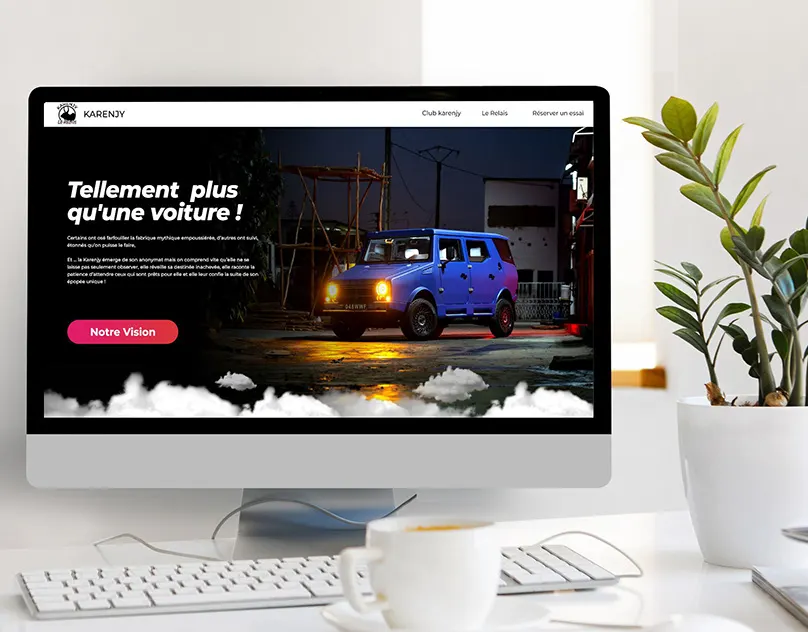 KARENJY
LE RELAIS
KARENJY
Club karenjy
Le Relais
Réserver un essai
Tellement plus
qu'une voiture !
Certains ont osé farfouiller la fabrique mythique empoussiérée, d'autres ont suivi,
étonnés qu'on puisse le faire,
Et ... la Karenjy émerge de son anonymat mais on comprend vite qu'elle ne se
laisse pas seulement observer, elle réveille sa destinée inachevée, elle raconte la
patience d'attendre ceux qui sont prêts pour elle et elle leur confie la suite de son
épopée unique !
Notre Vision